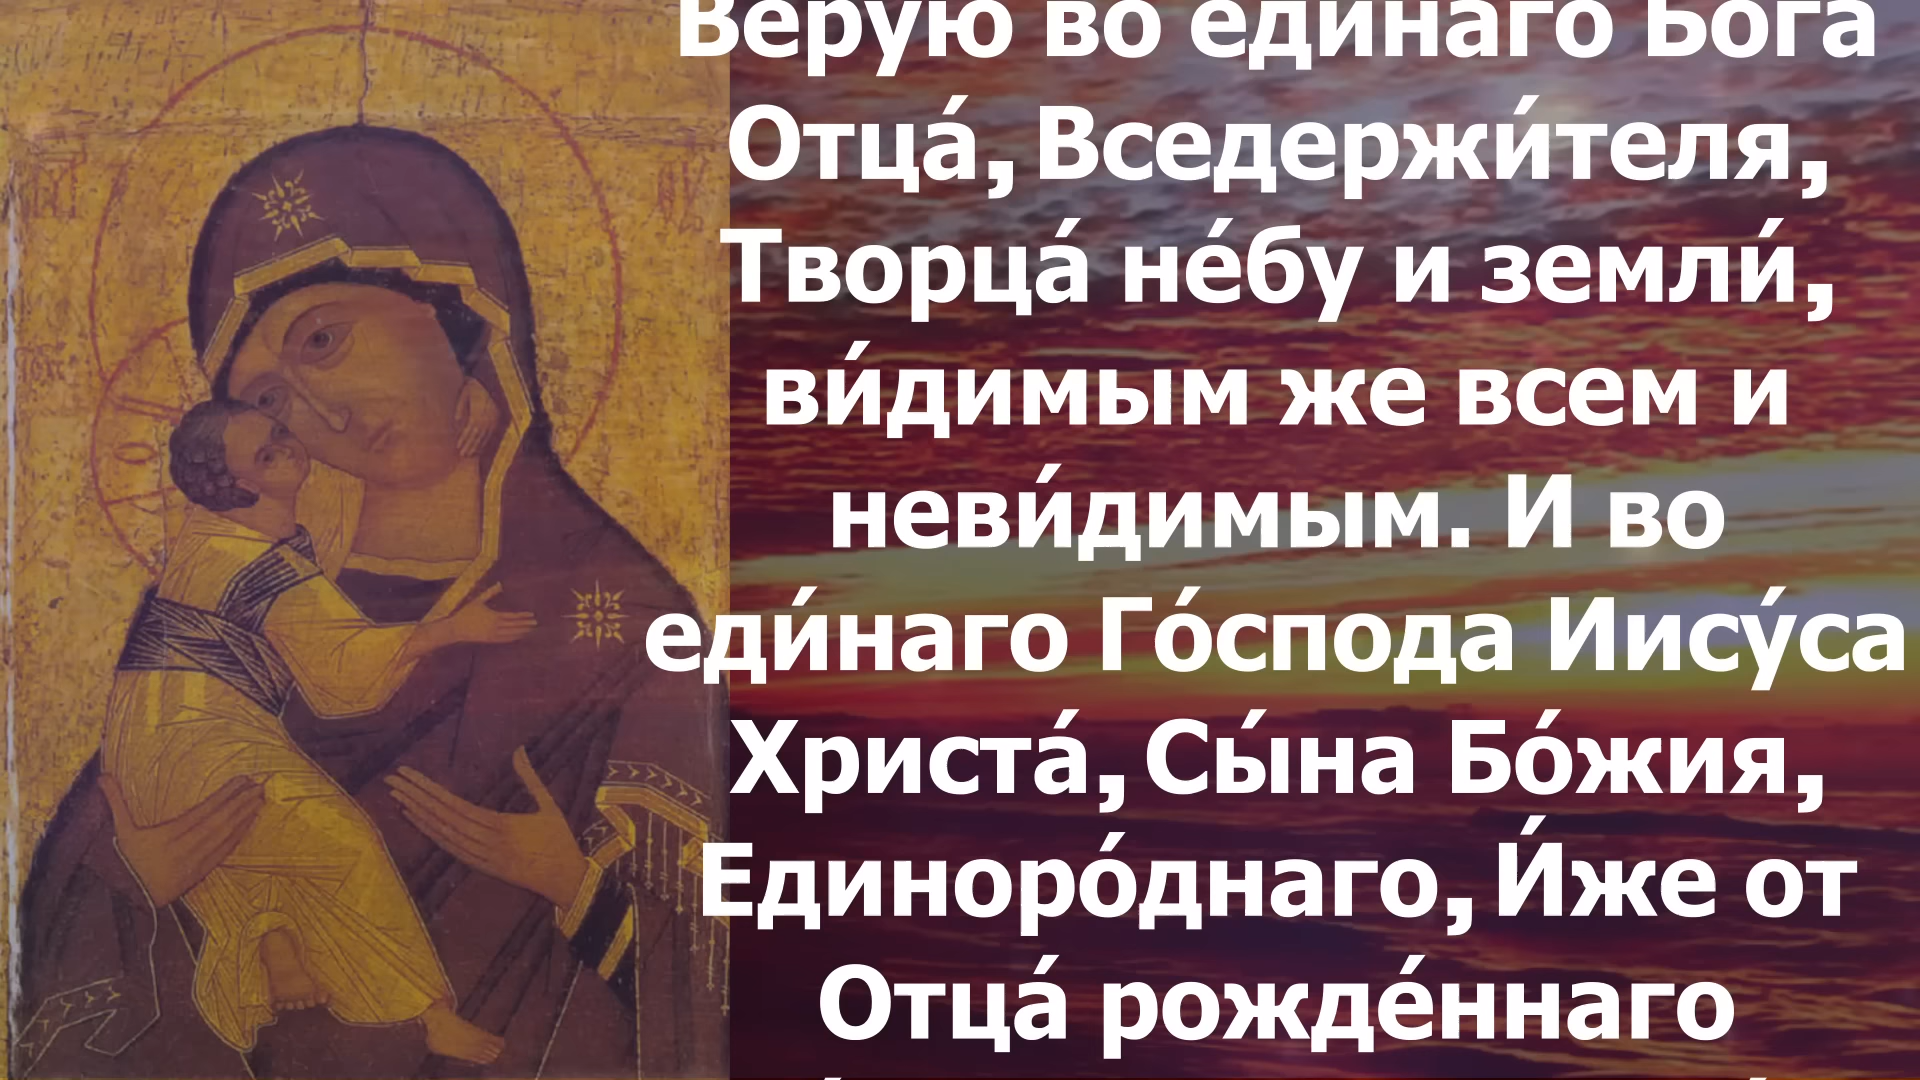 Верую во единаго Бога
Отца́, Вседержи́теля,
Творца́ не́бу и земли́,
ви́димым же всем и
неви́димым. И во
еди́наго Го́спода Иису́са
Христа́, Сы́на Бо́жия,
Единоро́днаго, И́же от
Отца́ рожде́ннаго